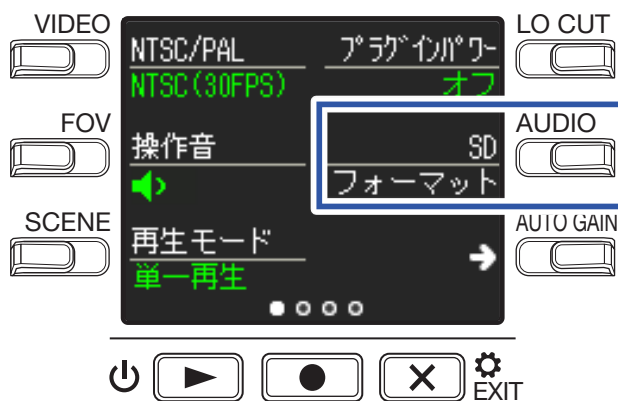 VIDEO
LO CUT
NTSC/PAL
プラグインパワー
NTSC(30FPS)
オフ
FOV
AUDIO
操作音
SD
フォーマット
SCENE
AUTO GAIN
再生モード
単一再生
EXIT